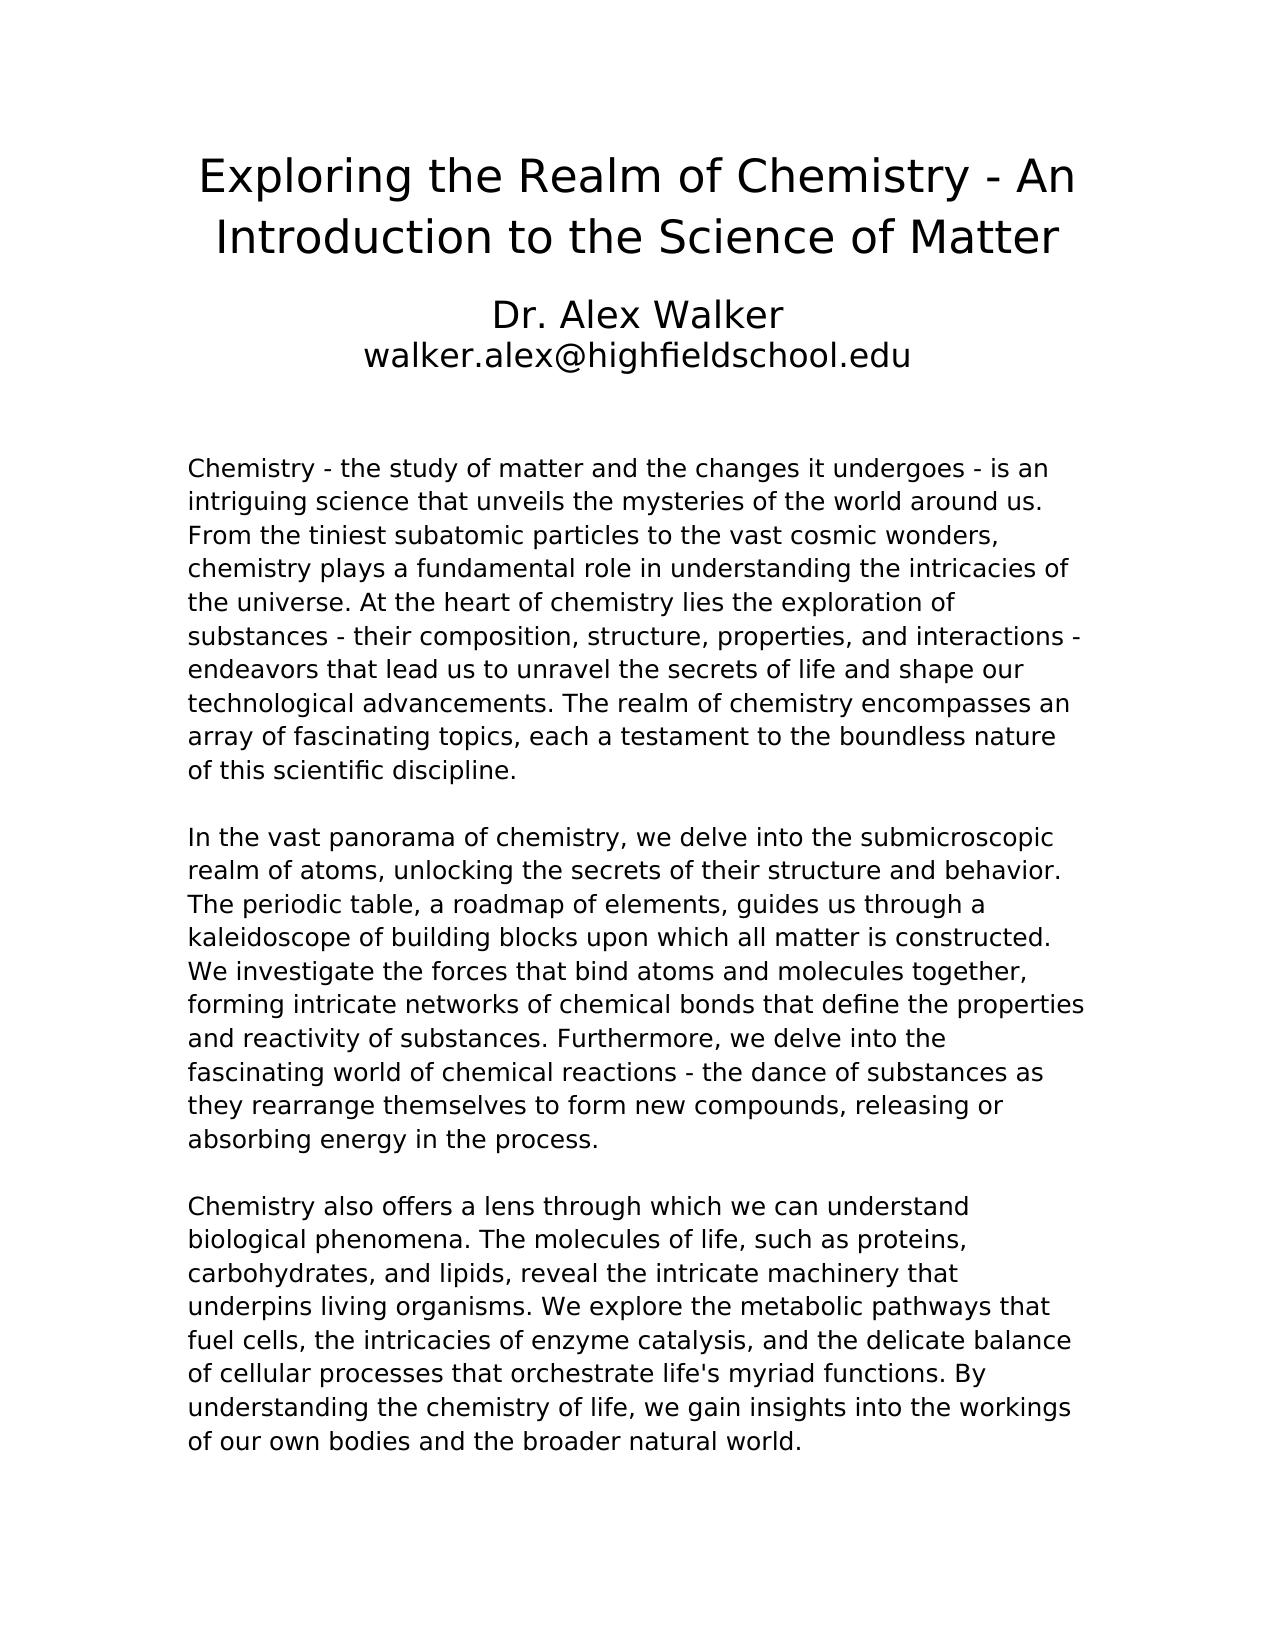 Exploring the Realm of Chemistry - An
Introduction to the Science of Matter
Dr. Alex Walker
walker.alex@highfieldschool.edu
Chemistry - the study of matter and the changes it undergoes - is an
intriguing science that unveils the mysteries of the world around us.
From the tiniest subatomic particles to the vast cosmic wonders,
chemistry plays a fundamental role in understanding the intricacies of
the universe. At the heart of chemistry lies the exploration of
substances - their composition, structure, properties, and interactions -
endeavors that lead us to unravel the secrets of life and shape our
technological advancements. The realm of chemistry encompasses an
array of fascinating topics, each a testament to the boundless nature
of this scientific discipline.
In the vast panorama of chemistry, we delve into the submicroscopic
realm of atoms, unlocking the secrets of their structure and behavior.
The periodic table, a roadmap of elements, guides us through a
kaleidoscope of building blocks upon which all matter is constructed.
We investigate the forces that bind atoms and molecules together,
forming intricate networks of chemical bonds that define the properties
and reactivity of substances. Furthermore, we delve into the
fascinating world of chemical reactions - the dance of substances as
they rearrange themselves to form new compounds, releasing or
absorbing energy in the process.
Chemistry also offers a lens through which we can understand
biological phenomena. The molecules of life, such as proteins,
carbohydrates, and lipids, reveal the intricate machinery that
underpins living organisms. We explore the metabolic pathways that
fuel cells, the intricacies of enzyme catalysis, and the delicate balance
of cellular processes that orchestrate life's myriad functions. By
understanding the chemistry of life, we gain insights into the workings
of our own bodies and the broader natural world.